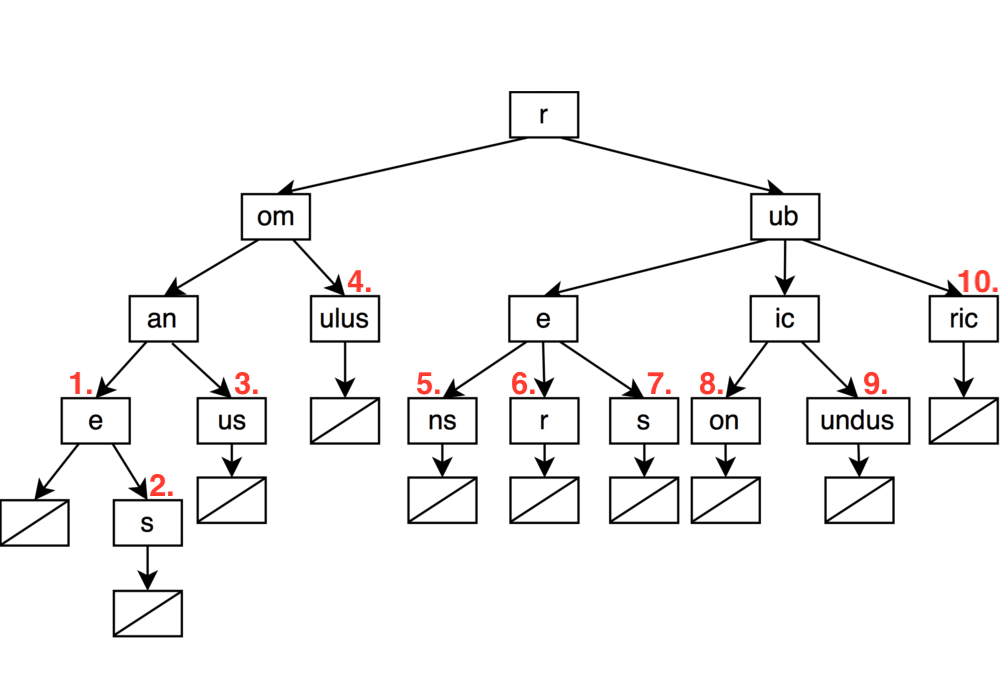 r
om ub
4. 10.
an ulus e ic ric
1. 3. 5. 6. 7. 8. 9.
e us ns r s on undus
2.
s